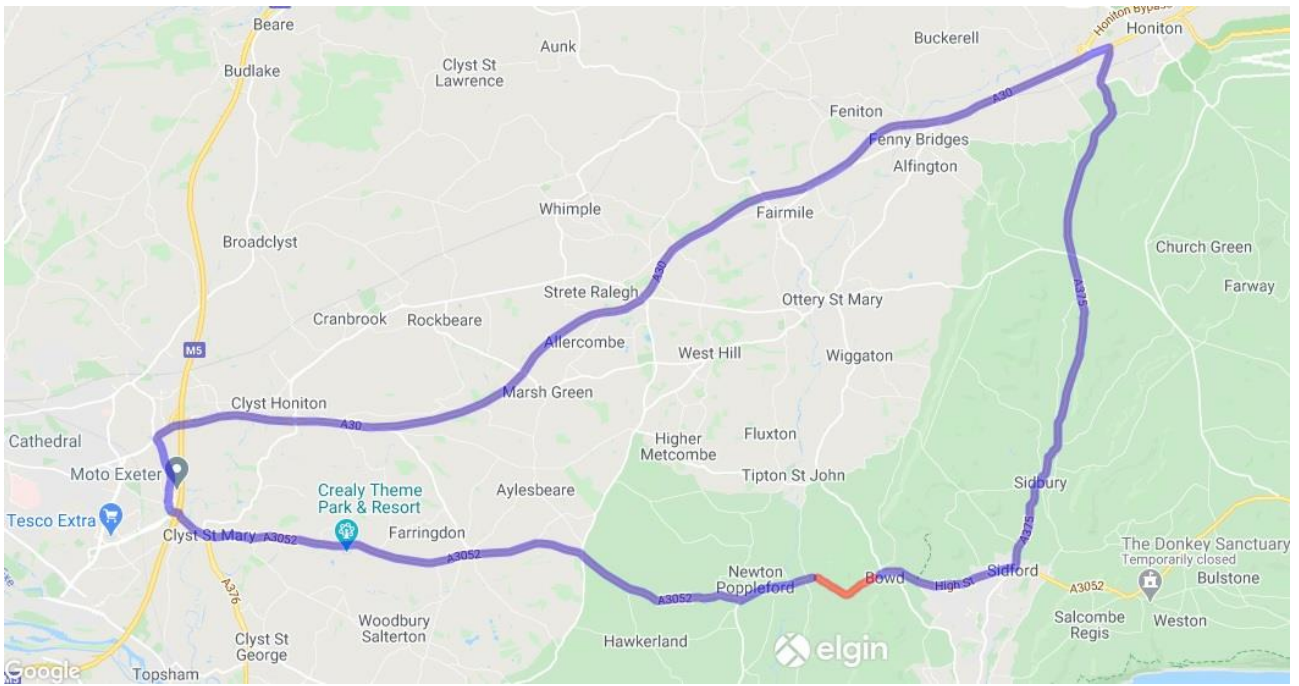 Beare
Honiton Bypass
Buckerell
Honiton
Aunk
Clyst St
Lawrence
Budlake
A30
Feniton
Fenny Bridges
Alfington
Whimple
Fairmile
Broadclyst
Church Green
A30
Farway
Strete Ralegh
Ottery St Mary
A375
Cranbrook
Rockbeare
Allercombe
M5
West Hill
Wiggaton
Marsh Green
Clyst Honiton
A30
Cathedral
Higher
Metcombe
Fluxton
Moto Exeter
Tipton St John
Crealy Theme
Park & Resort
Aylesbeare
Sidbury
Tesco Extra
Clyst St Mary
A3052
Farringdon
A375
The Donkey Sanctuary
Temporarily closed
A3052
Newton
Poppleford
Bowd
High St
Sidford
A3052
Bulstone
A376
A3052
Woodbury
Salterton
Salcombe
Regis
Weston
Clyst St
George
Hawkerland
elgin
Google
Topsham